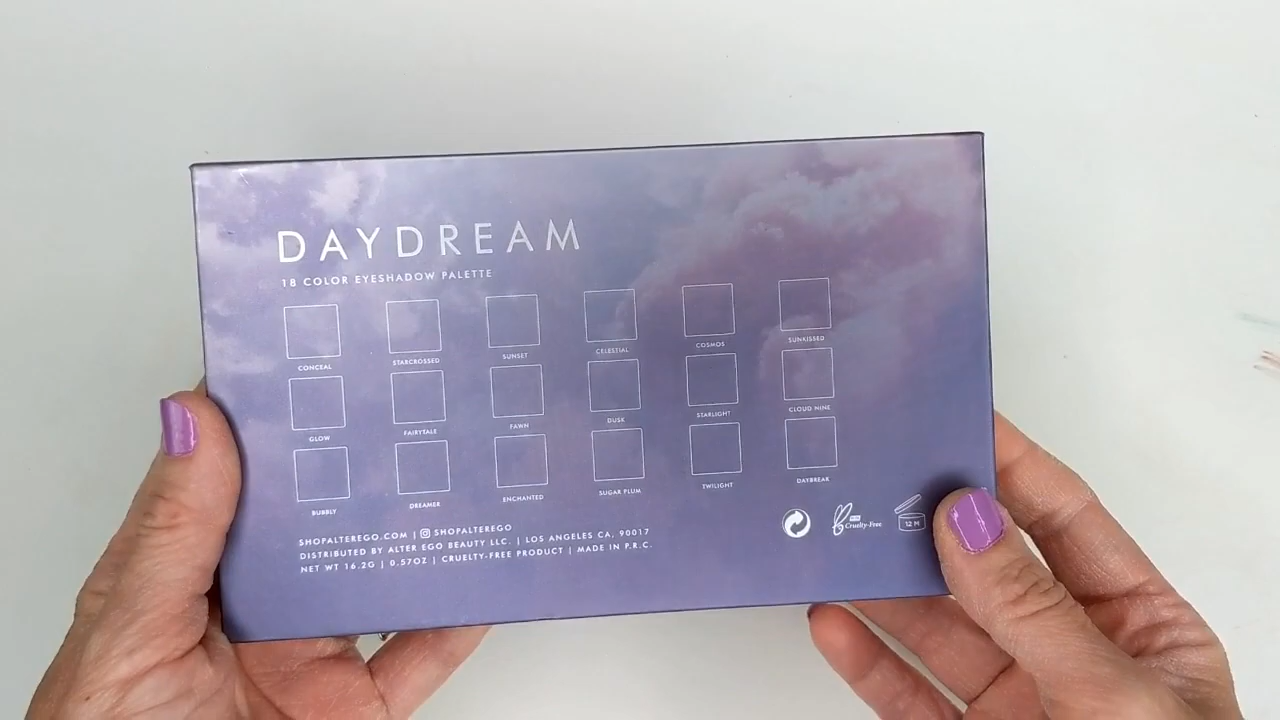 DAYDREAM
18 COLOR EYESHADOW PALETTE
CONCEAL STARCROSSED SUNSET CELESTIAL COSMOS SUNKISSED
GLOW FAIRYTALE FAWN DUSK STARLIGHT CLOUD NINE
BUBBLY DREAMER ENCHANTED SUGAR PLUM TWILIGHT DAYBREAK
SHOPALTEREGO.COM | SHOPALTEREGO
DISTRIBUTED BY ALTER EGO BEAUTY LLC. | LOS ANGELES CA, 90017
NET WT 16.2G | 0.57OZ | CRUELTY-FREE PRODUCT | MADE IN P.R.C.
Cruelty-Free
12 M